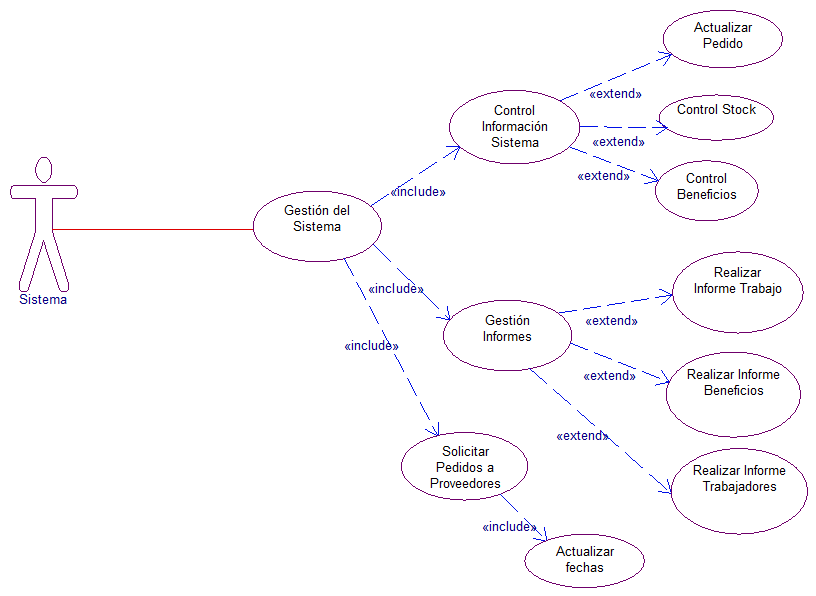 Actualizar
Pedido
«extend»
Control
Información
Sistema
Control Stock
«extend»
«extend»
Control
Beneficios
«include»
Gestión del
Sistema
Sistema
«include»
Realizar
Informe Trabajo
Gestión
Informes
«extend»
«include»
«extend»
Realizar Informe
Beneficios
«extend»
Solicitar
Pedidos a
Proveedores
Realizar Informe
Trabajadores
«include»
Actualizar
fechas